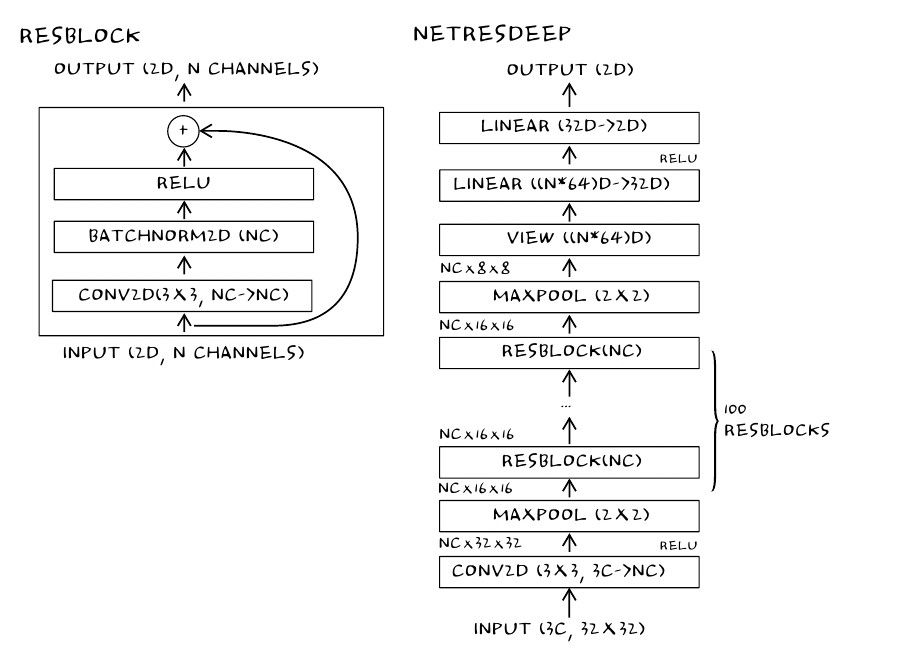 RESBLOCK
OUTPUT (2D, N CHANNELS)
+
RELU
BATCHNORM2D (NC)
CONV2D(3X3, NC->NC)
INPUT (2D, N CHANNELS)
NETRESDEEP
OUTPUT (2D)
LINEAR (32D->2D)
RELU
LINEAR ((N*64)D->32D)
VIEW ((N*64)D)
NCX8X8
MAXPOOL (2X2)
NCX16X16
RESBLOCK(NC)
...
NCX16X16
RESBLOCK(NC)
NCX16X16
100
RESBLOCKS
MAXPOOL (2X2)
NCX32X32
RELU
CONV2D (3X3, 3C->NC)
INPUT (3C, 32X32)